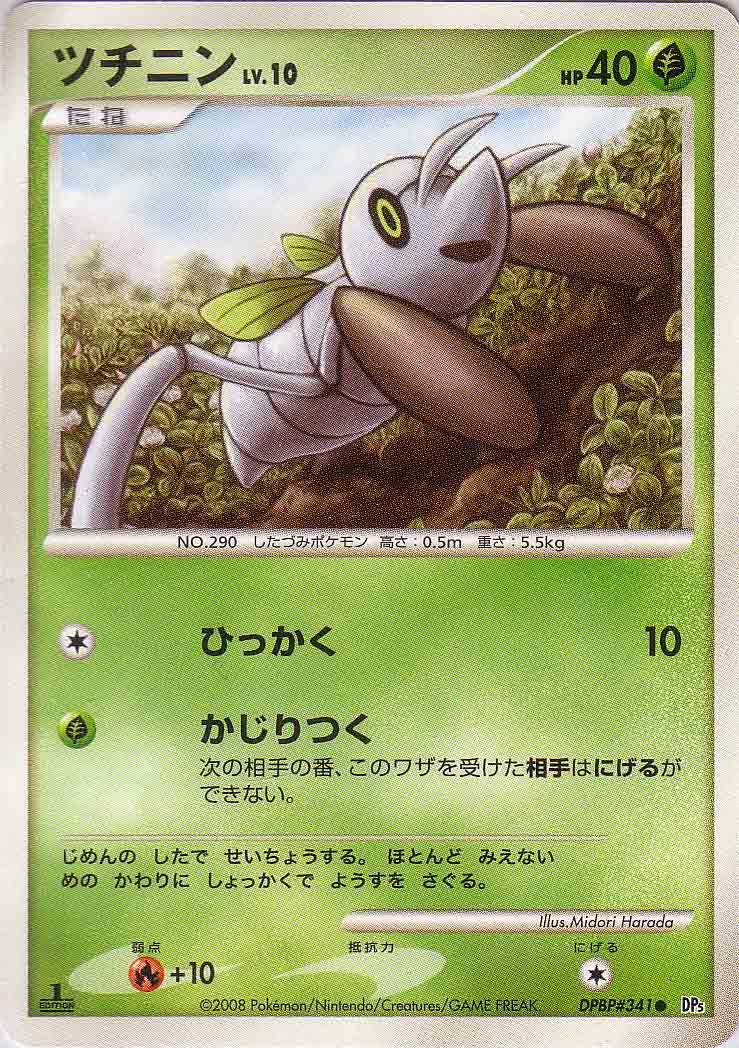 ツチニン LV.10 HP40
たね
NO.290 したづみポケモン 高さ：0.5m 重さ：5.5kg
ひっかく 10
かじりつく
次の相手の番、このワザを受けた相手はにげるが
できない。
じめんの したで せいちょうする。 ほとんど みえない
めの かわりに しょっかくで ようすを さぐる。
Illus.Midori Harada
弱点 抵抗力 にげる
+10
1 EDITION
©2008 Pokémon/Nintendo/Creatures/GAME FREAK. DPBP#341 DPs